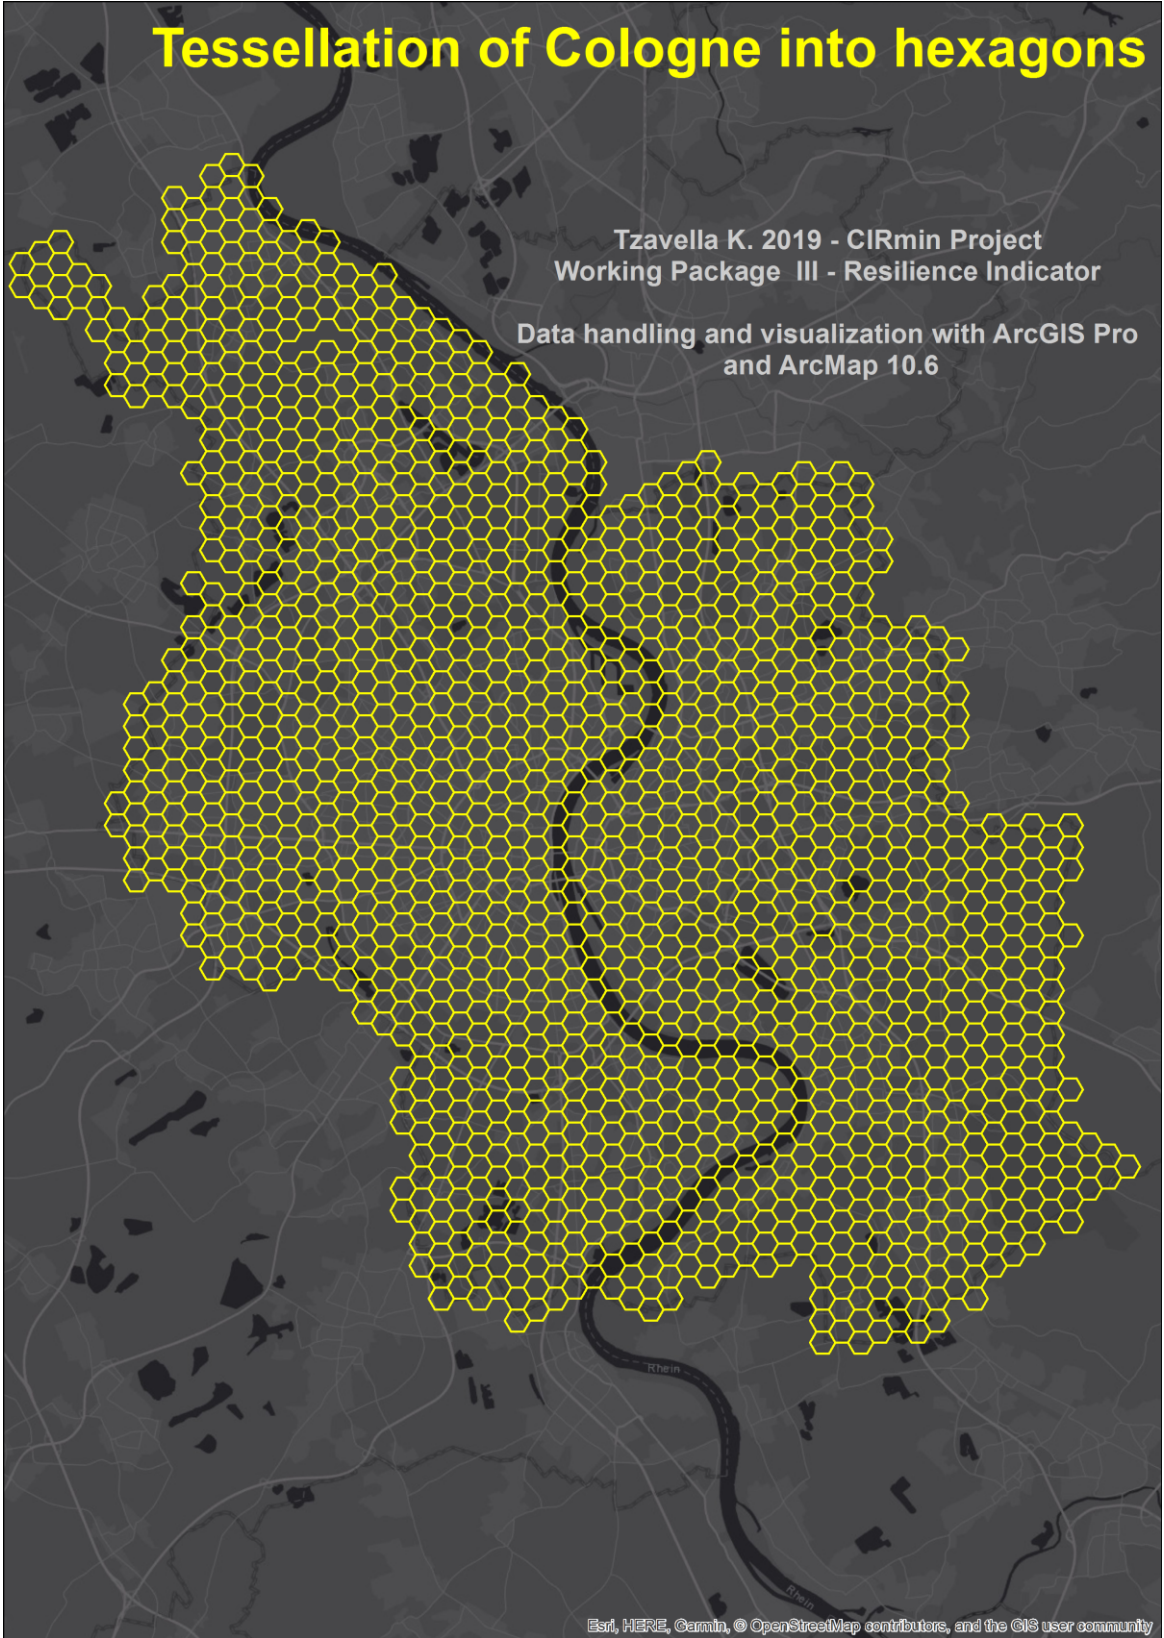 Tessellation of Cologne into hexagons
Tzavella K. 2019 - CIRmin Project
Working Package III - Resilience Indicator
Data handling and visualization with ArcGIS Pro
and ArcMap 10.6
Rhein
Rhein
Esri, HERE, Garmin, © OpenStreetMap contributors, and the GIS user community